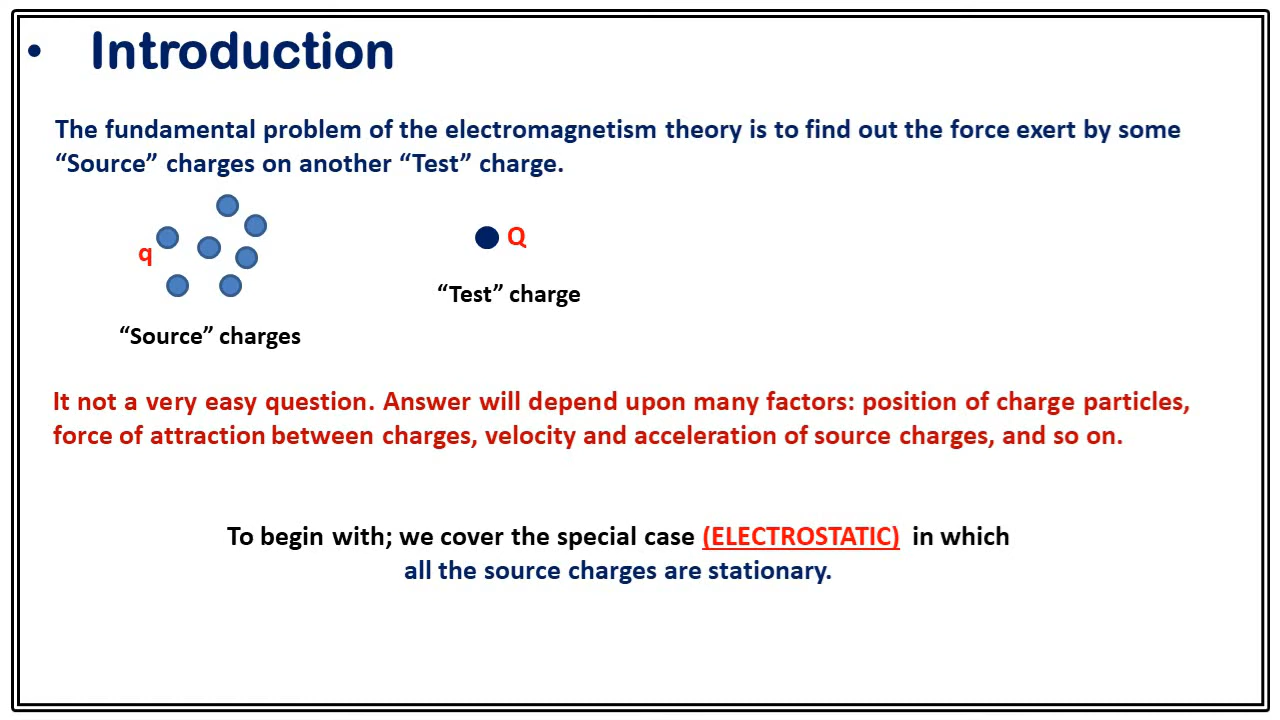 • Introduction
The fundamental problem of the electromagnetism theory is to find out the force exert by some
“Source” charges on another “Test” charge.
q
Q
“Test” charge
“Source” charges
It not a very easy question. Answer will depend upon many factors: position of charge particles,
force of attraction between charges, velocity and acceleration of source charges, and so on.
To begin with; we cover the special case (ELECTROSTATIC) in which
all the source charges are stationary.